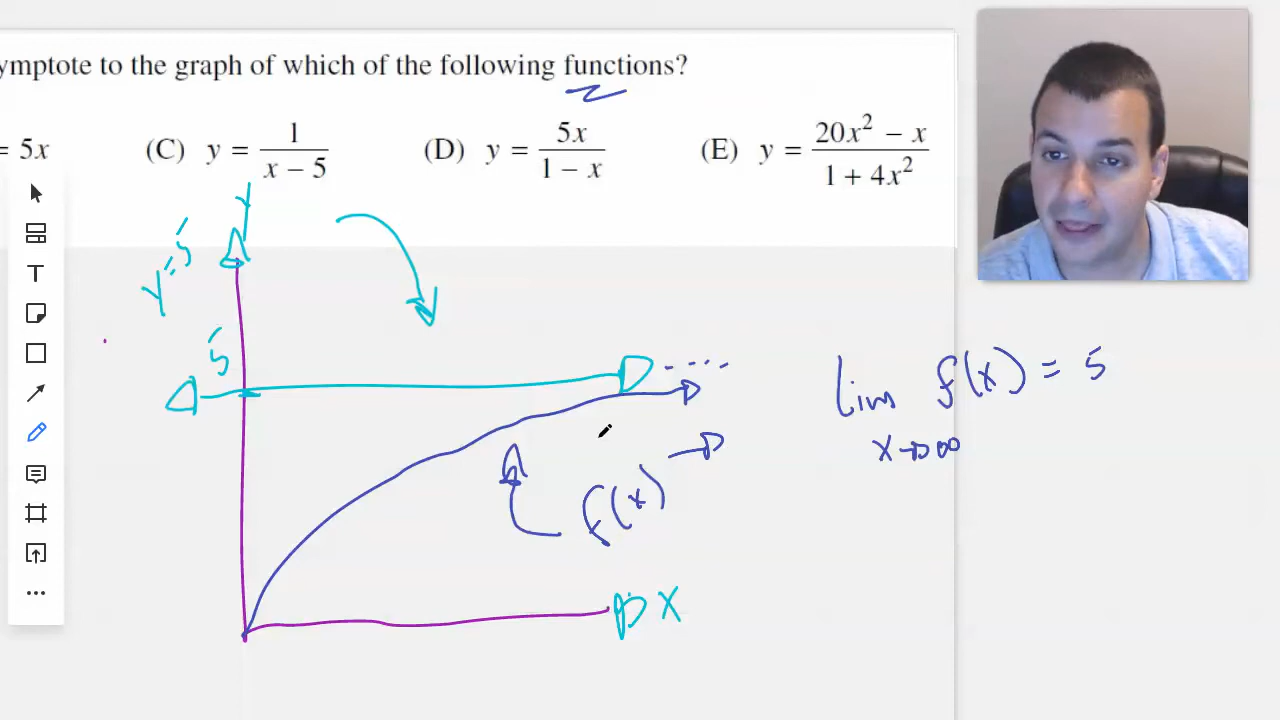 ymptote to the graph of which of the following functions?
= 5x (C) y = 1/(x − 5) (D) y = 5x/(1 − x) (E) y = (20x² − x)/(1 + 4x²)
y
y = 5
5
lim f(x) = 5
x→∞
f(x)
x
T